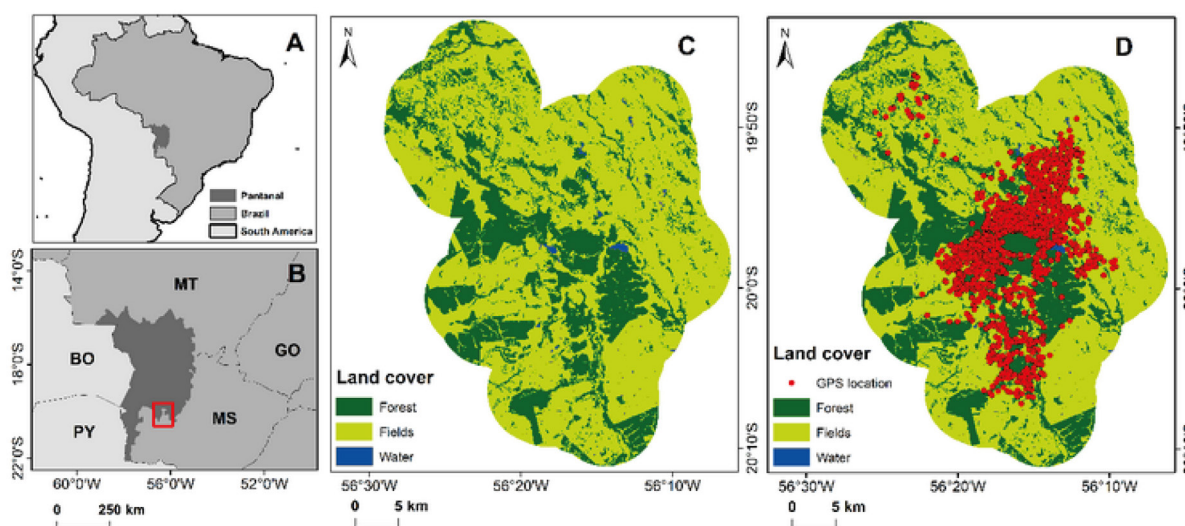 A
Pantanal
Brazil
South America
B
MT
BO
GO
PY
MS
14°0'S
18°0'S
22°0'S
60°0'W 56°0'W 52°0'W
0 250 km
N
C
Land cover
Forest
Fields
Water
19°50'S
20°0'S
20°10'S
56°30'W 56°20'W 56°10'W
0 5 km
N
D
Land cover
GPS location
Forest
Fields
Water
56°30'W 56°20'W 56°10'W
0 5 km